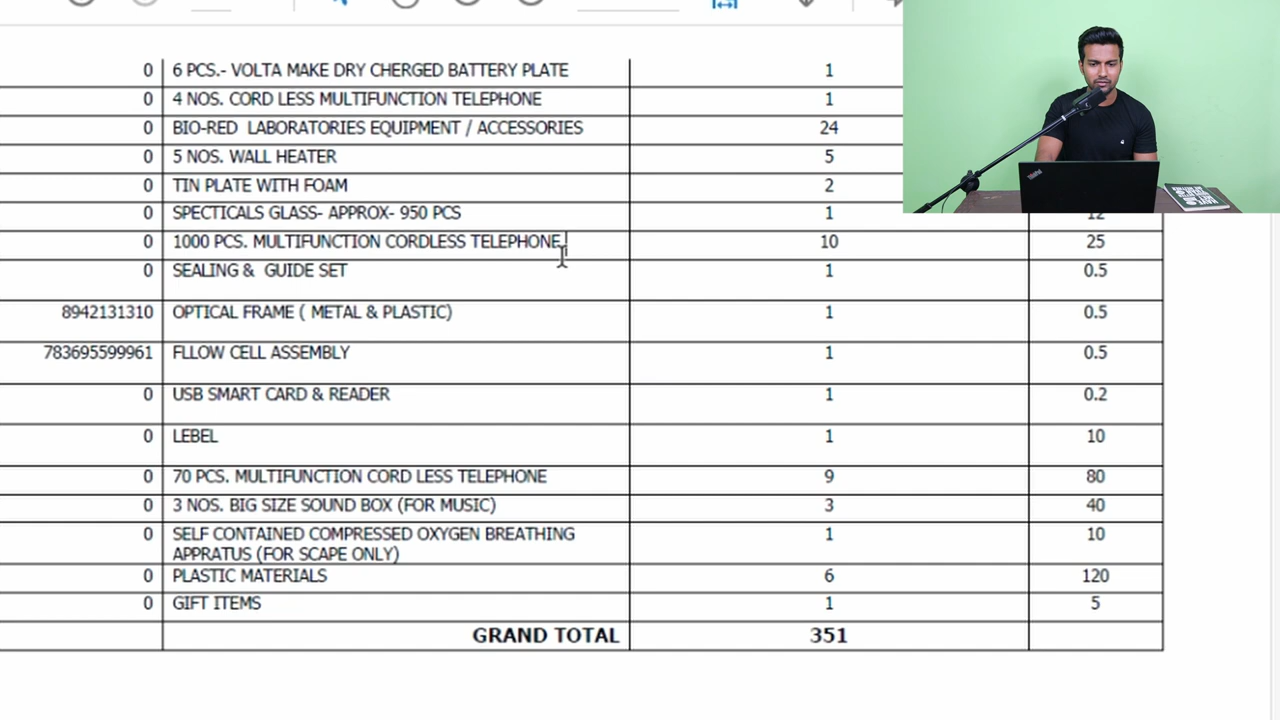 0 6 PCS.- VOLTA MAKE DRY CHERGED BATTERY PLATE 1
0 4 NOS. CORD LESS MULTIFUNCTION TELEPHONE 1
0 BIO-RED LABORATORIES EQUIPMENT / ACCESSORIES 24
0 5 NOS. WALL HEATER 5
0 TIN PLATE WITH FOAM 2
0 SPECTICALS GLASS- APPROX- 950 PCS 1 12
0 1000 PCS. MULTIFUNCTION CORDLESS TELEPHONE 10 25
0 SEALING & GUIDE SET 1 0.5
8942131310 OPTICAL FRAME ( METAL & PLASTIC) 1 0.5
783695599961 FLLOW CELL ASSEMBLY 1 0.5
0 USB SMART CARD & READER 1 0.2
0 LEBEL 1 10
0 70 PCS. MULTIFUNCTION CORD LESS TELEPHONE 9 80
0 3 NOS. BIG SIZE SOUND BOX (FOR MUSIC) 3 40
0 SELF CONTAINED COMPRESSED OXYGEN BREATHING 1 10
APPRATUS (FOR SCAPE ONLY)
0 PLASTIC MATERIALS 6 120
0 GIFT ITEMS 1 5
GRAND TOTAL 351